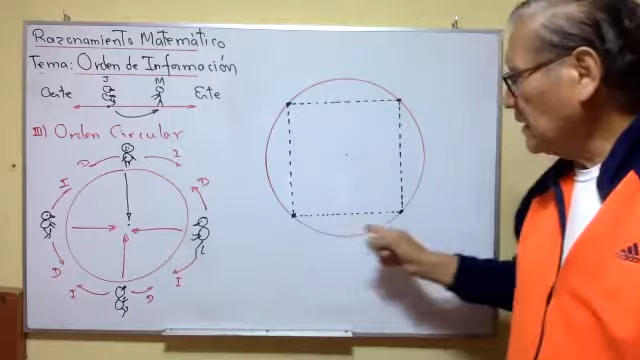 Razonamiento Matemático
Tema: Orden de Información
J M
Oeste Este
III) Orden Circular
D I
I D
D I
I D